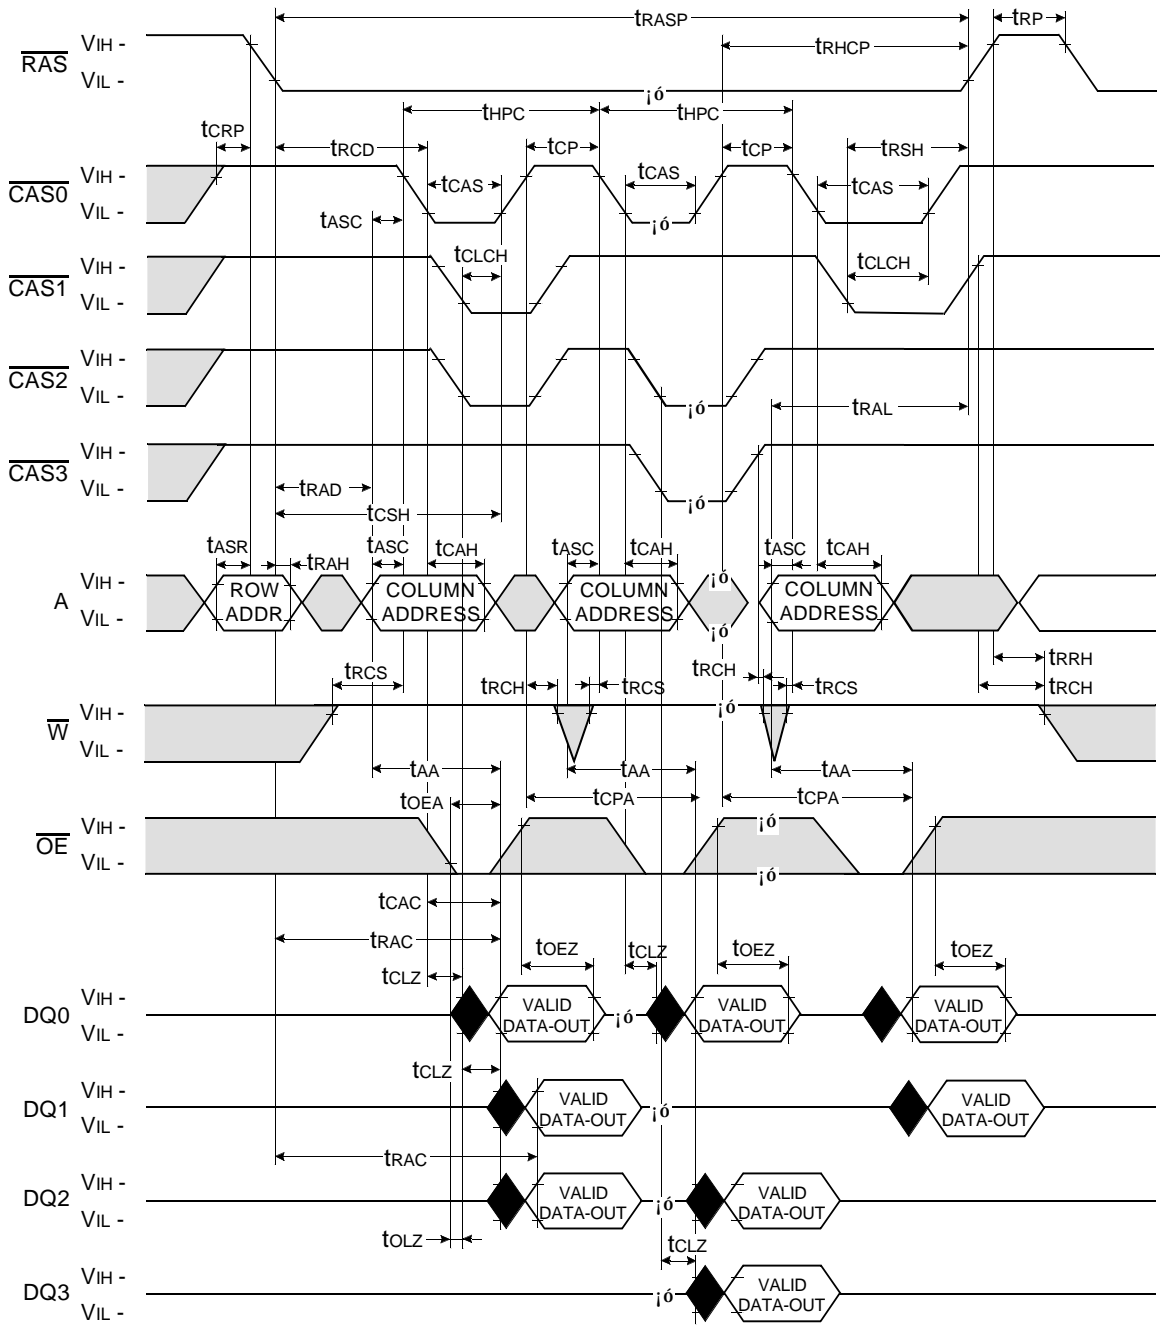 tRASP
tRP
VIH -
RAS
tRHCP
VIL -
¡ó
tHPC
tHPC
tCRP
tRCD
tCP
tCP
tRSH
VIH -
CAS0
tCAS
tCAS
tCAS
VIL -
tASC
¡ó
tCLCH
tCLCH
VIH -
CAS1
VIL -
VIH -
CAS2
VIL -
¡ó
tRAL
VIH -
CAS3
VIL -
¡ó
tRAD
tCSH
tASR
tRAH
tASC
tCAH
tASC
tCAH
tASC
tCAH
VIH -
A
VIL -
ROW
ADDR
COLUMN
ADDRESS
COLUMN
ADDRESS
¡ó
¡ó
COLUMN
ADDRESS
tRRH
tRCS
tRCH
tRCS
tRCH
tRCS
tRCH
VIH -
W
VIL -
¡ó
tAA
tAA
tAA
tOEA
tCPA
tCPA
VIH -
OE
VIL -
¡ó
¡ó
tCAC
tRAC
tOEZ
tCLZ
tOEZ
tOEZ
tCLZ
VIH -
DQ0
VIL -
VALID
DATA-OUT
¡ó
VALID
DATA-OUT
VALID
DATA-OUT
tCLZ
VIH -
DQ1
VIL -
VALID
DATA-OUT
¡ó
VALID
DATA-OUT
tRAC
VIH -
DQ2
VIL -
VALID
DATA-OUT
¡ó
VALID
DATA-OUT
tOLZ
tCLZ
VIH -
DQ3
VIL -
¡ó
VALID
DATA-OUT